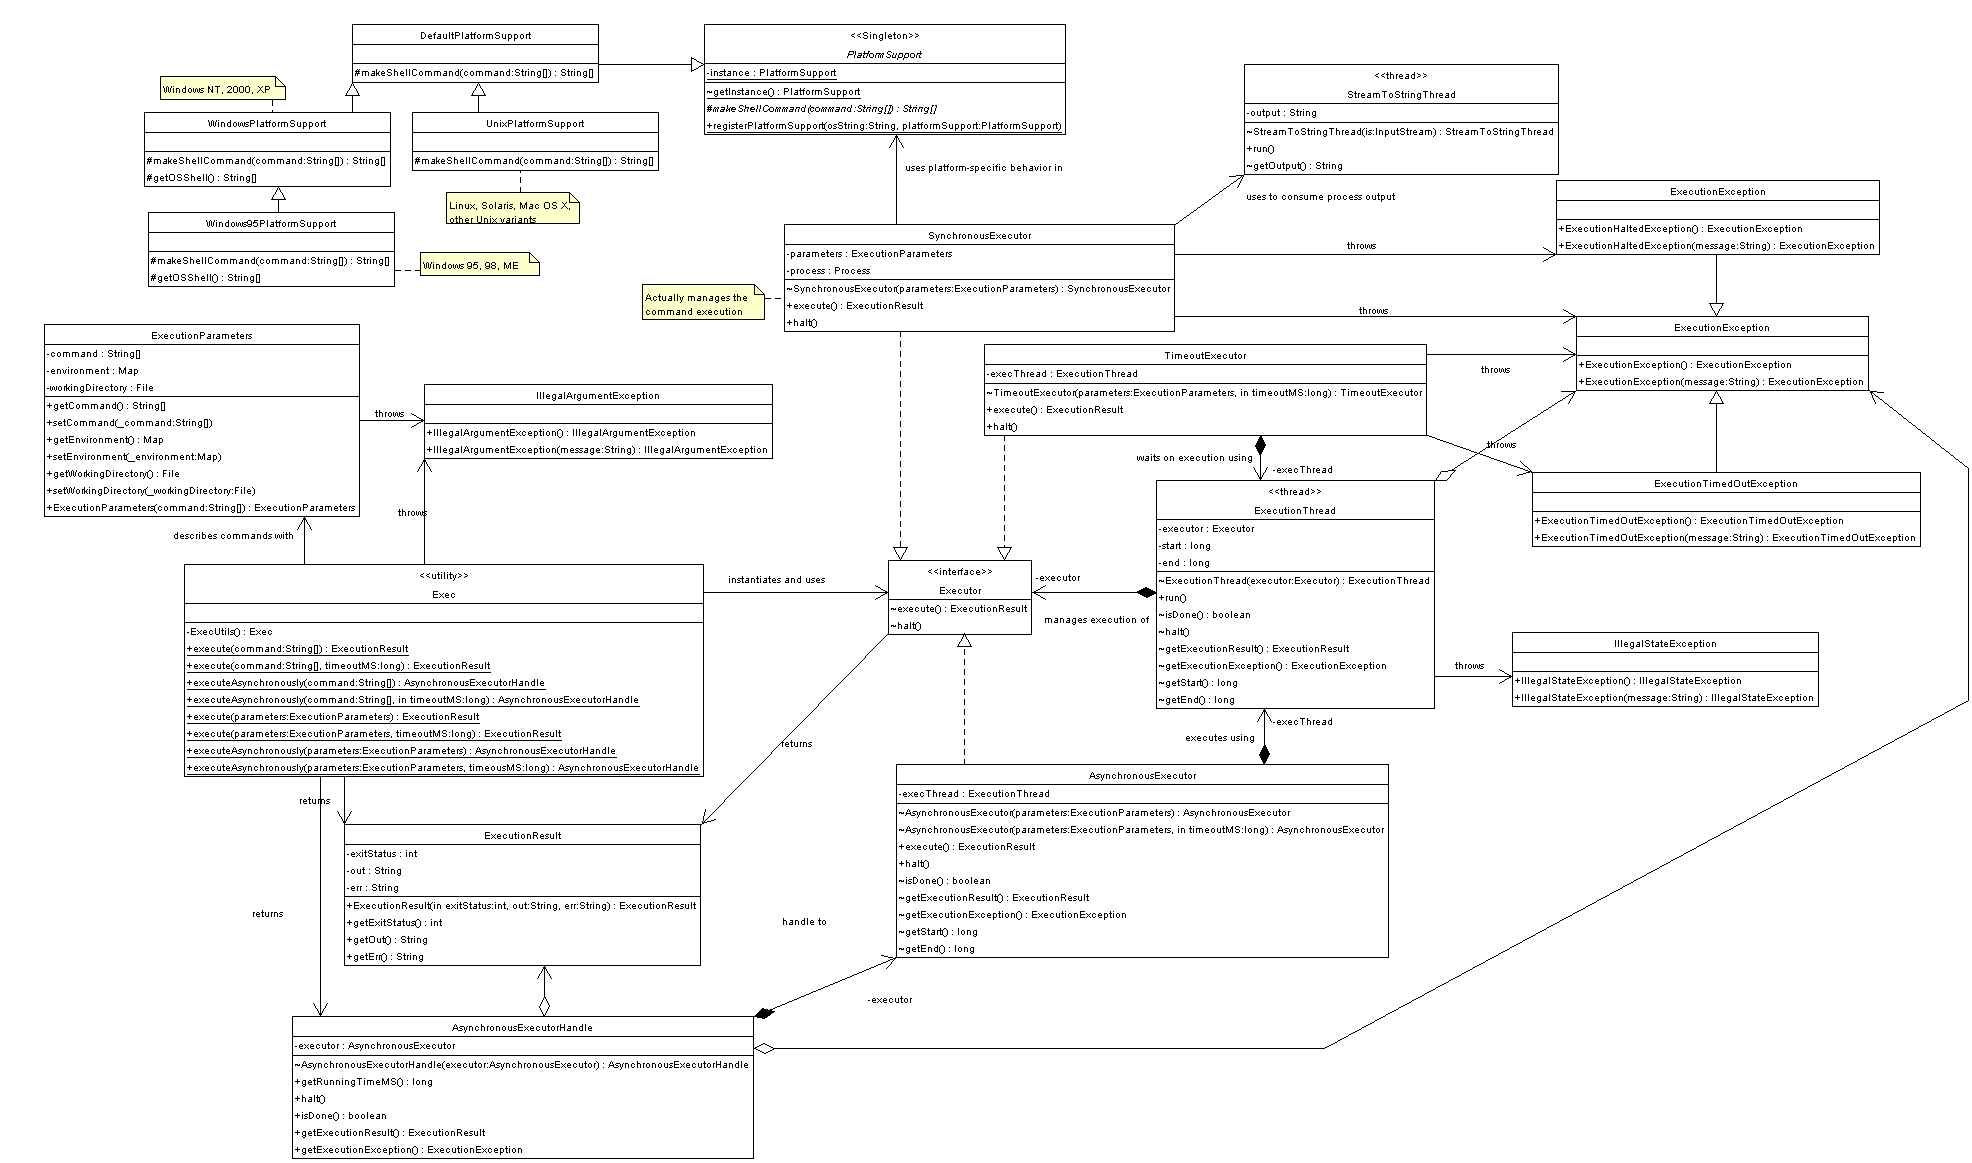 DefaultPlatformSupport
#makeShellCommand(command:String[]) : String[]
<<Singleton>>
PlatformSupport
-instance : PlatformSupport
~getInstance() : PlatformSupport
#makeShellCommand(command:String[]) : String[]
+registerPlatformSupport(osString:String, platformSupport:PlatformSupport)
Windows NT, 2000, XP
WindowsPlatformSupport
#makeShellCommand(command:String[]) : String[]
#getOSShell() : String[]
UnixPlatformSupport
#makeShellCommand(command:String[]) : String[]
Linux, Solaris, Mac OS X,
other Unix variants
Windows95PlatformSupport
#makeShellCommand(command:String[]) : String[]
#getOSShell() : String[]
Windows 95, 98, ME
<<thread>>
StreamToStringThread
-output : String
~StreamToStringThread(is:InputStream) : StreamToStringThread
+run()
~getOutput() : String
uses platform-specific behavior in
uses to consume process output
ExecutionException
+ExecutionHaltedException() : ExecutionException
+ExecutionHaltedException(message:String) : ExecutionException
SynchronousExecutor
-parameters : ExecutionParameters
-process : Process
~SynchronousExecutor(parameters:ExecutionParameters) : SynchronousExecutor
+execute() : ExecutionResult
+halt()
Actually manages the
command execution
throws
throws
ExecutionException
+ExecutionException() : ExecutionException
+ExecutionException(message:String) : ExecutionException
ExecutionParameters
-command : String[]
-environment : Map
-workingDirectory : File
+getCommand() : String[]
+setCommand(_command:String[])
+getEnvironment() : Map
+setEnvironment(_environment:Map)
+getWorkingDirectory() : File
+setWorkingDirectory(_workingDirectory:File)
+ExecutionParameters(command:String[]) : ExecutionParameters
throws
IllegalArgumentException
+IllegalArgumentException() : IllegalArgumentException
+IllegalArgumentException(message:String) : IllegalArgumentException
TimeoutExecutor
-execThread : ExecutionThread
~TimeoutExecutor(parameters:ExecutionParameters, in timeoutMS:long) : TimeoutExecutor
+execute() : ExecutionResult
+halt()
throws
throws
waits on execution using
-execThread
ExecutionTimedOutException
+ExecutionTimedOutException() : ExecutionTimedOutException
+ExecutionTimedOutException(message:String) : ExecutionTimedOutException
describes commands with
throws
<<utility>>
Exec
-ExecUtils() : Exec
+execute(command:String[]) : ExecutionResult
+execute(command:String[], timeoutMS:long) : ExecutionResult
+executeAsynchronously(command:String[]) : AsynchronousExecutorHandle
+executeAsynchronously(command:String[], in timeoutMS:long) : AsynchronousExecutorHandle
+execute(parameters:ExecutionParameters) : ExecutionResult
+execute(parameters:ExecutionParameters, timeoutMS:long) : ExecutionResult
+executeAsynchronously(parameters:ExecutionParameters) : AsynchronousExecutorHandle
+executeAsynchronously(parameters:ExecutionParameters, timeousMS:long) : AsynchronousExecutorHandle
instantiates and uses
<<interface>>
Executor
~execute() : ExecutionResult
~halt()
-executor
manages execution of
<<thread>>
ExecutionThread
-executor : Executor
-start : long
-end : long
~ExecutionThread(executor:Executor) : ExecutionThread
+run()
~isDone() : boolean
~halt()
~getExecutionResult() : ExecutionResult
~getExecutionException() : ExecutionException
~getStart() : long
~getEnd() : long
throws
IllegalStateException
+IllegalStateException() : IllegalStateException
+IllegalStateException(message:String) : IllegalStateException
-execThread
executes using
returns
returns
returns
AsynchronousExecutor
-execThread : ExecutionThread
~AsynchronousExecutor(parameters:ExecutionParameters) : AsynchronousExecutor
~AsynchronousExecutor(parameters:ExecutionParameters, in timeoutMS:long) : AsynchronousExecutor
+execute() : ExecutionResult
+halt()
~isDone() : boolean
~getExecutionResult() : ExecutionResult
~getExecutionException() : ExecutionException
~getStart() : long
~getEnd() : long
ExecutionResult
-exitStatus : int
-out : String
-err : String
+ExecutionResult(in exitStatus:int, out:String, err:String) : ExecutionResult
+getExitStatus() : int
+getOut() : String
+getErr() : String
handle to
-executor
AsynchronousExecutorHandle
-executor : AsynchronousExecutor
~AsynchronousExecutorHandle(executor:AsynchronousExecutor) : AsynchronousExecutorHandle
+getRunningTimeMS() : long
+halt()
+isDone() : boolean
+getExecutionResult() : ExecutionResult
+getExecutionException() : ExecutionException